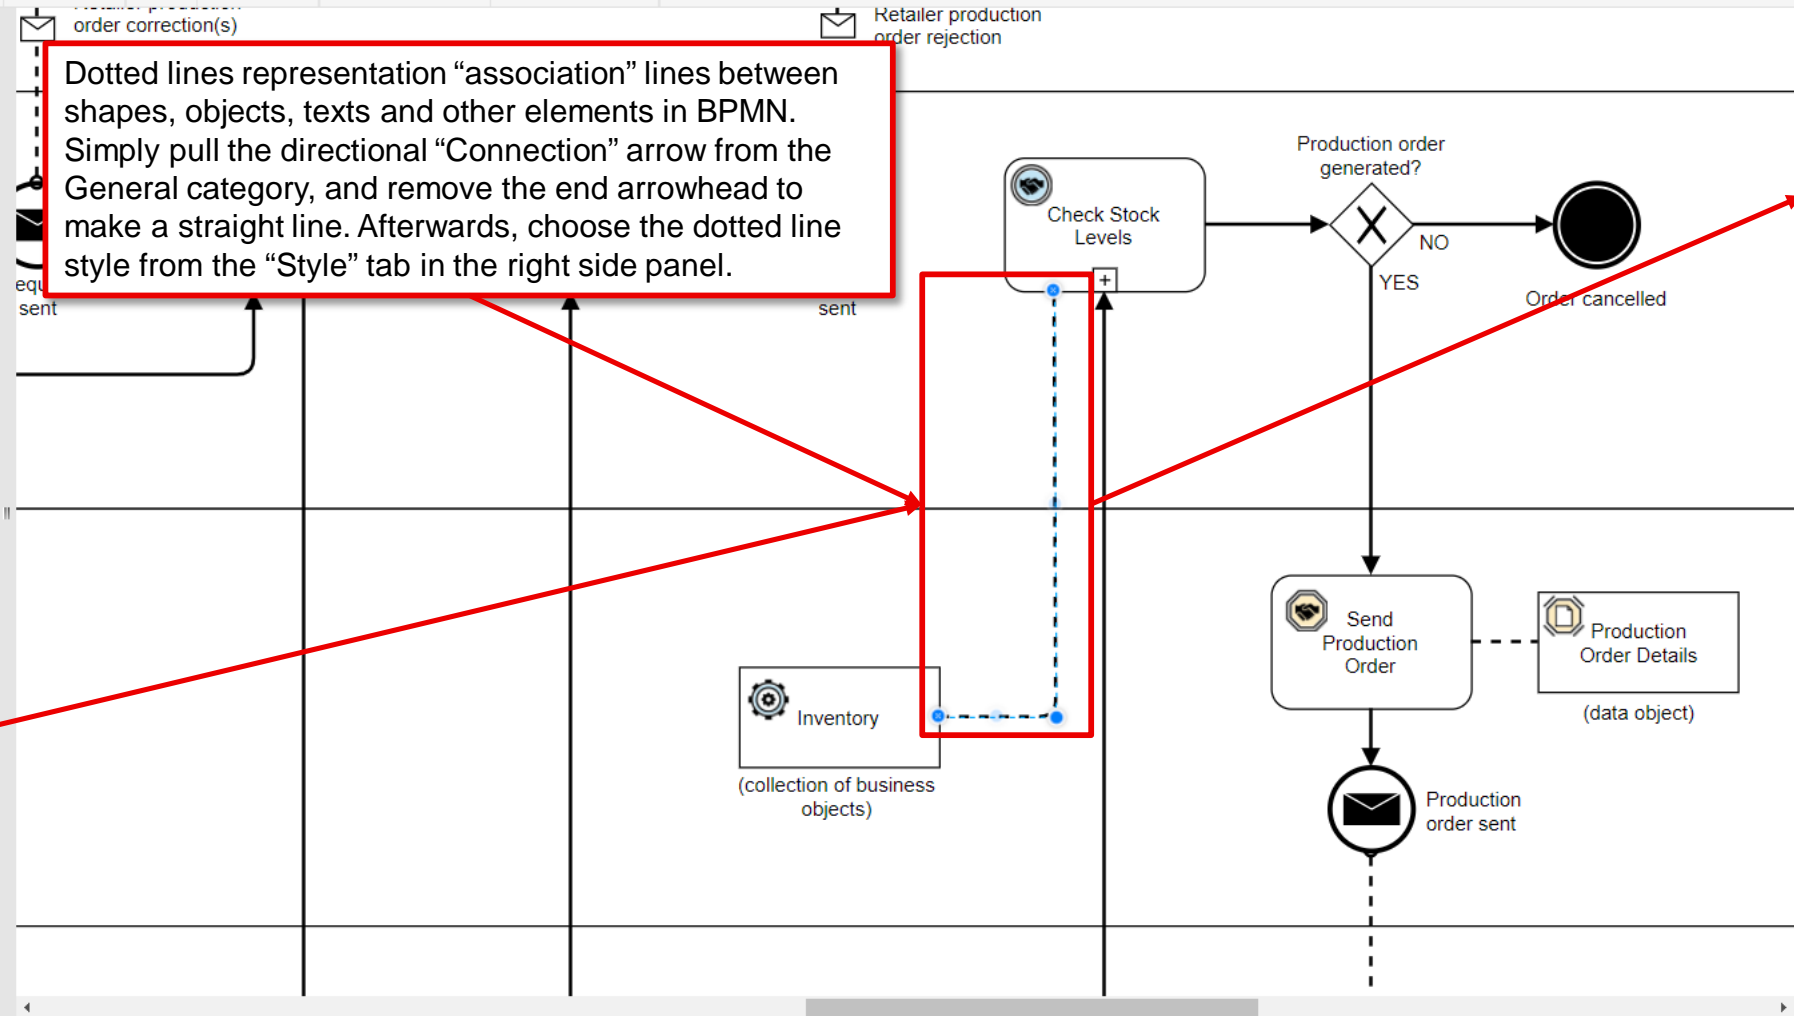 order correction(s)
Retailer production
order rejection
Dotted lines representation “association” lines between
shapes, objects, texts and other elements in BPMN.
Simply pull the directional “Connection” arrow from the
General category, and remove the end arrowhead to
make a straight line. Afterwards, choose the dotted line
style from the “Style” tab in the right side panel.
sent
sent
Check Stock
Levels
Production order
generated?
NO
YES
Order cancelled
Inventory
(collection of business
objects)
Send
Production
Order
Production
Order Details
(data object)
Production
order sent